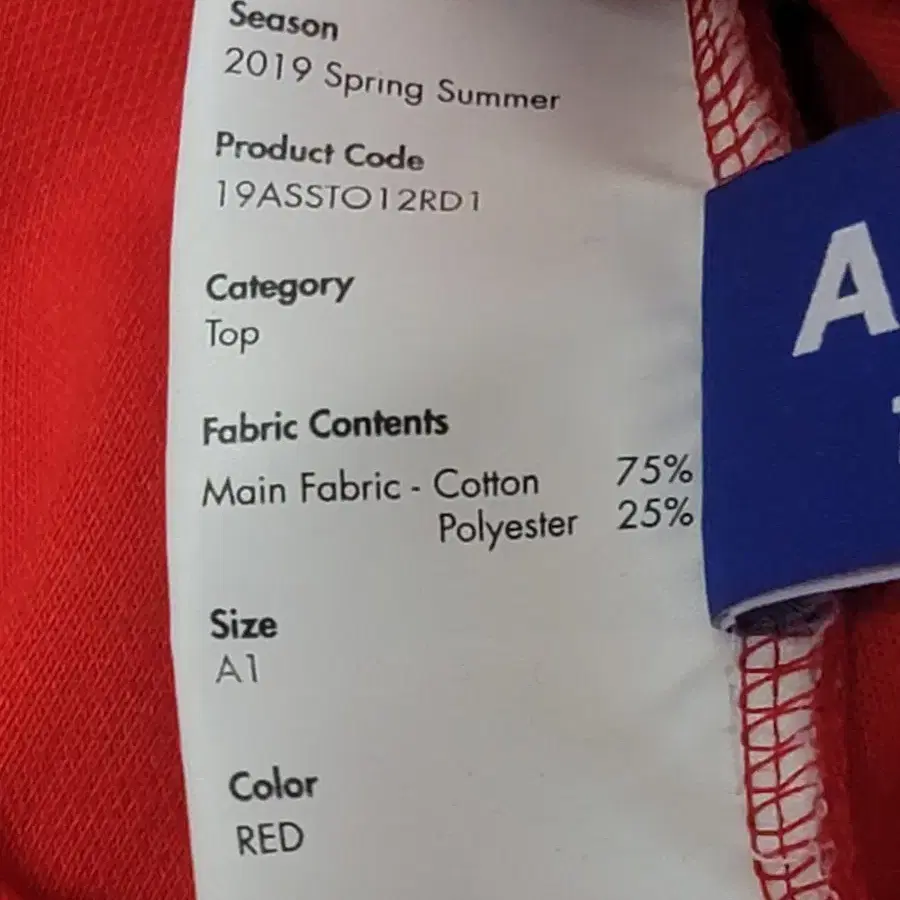 Season
2019 Spring Summer
Product Code
19ASSTO12RD1
Category
Top
Fabric Contents
Main Fabric - Cotton 75%
Polyester 25%
Size
A1
Color
RED
A